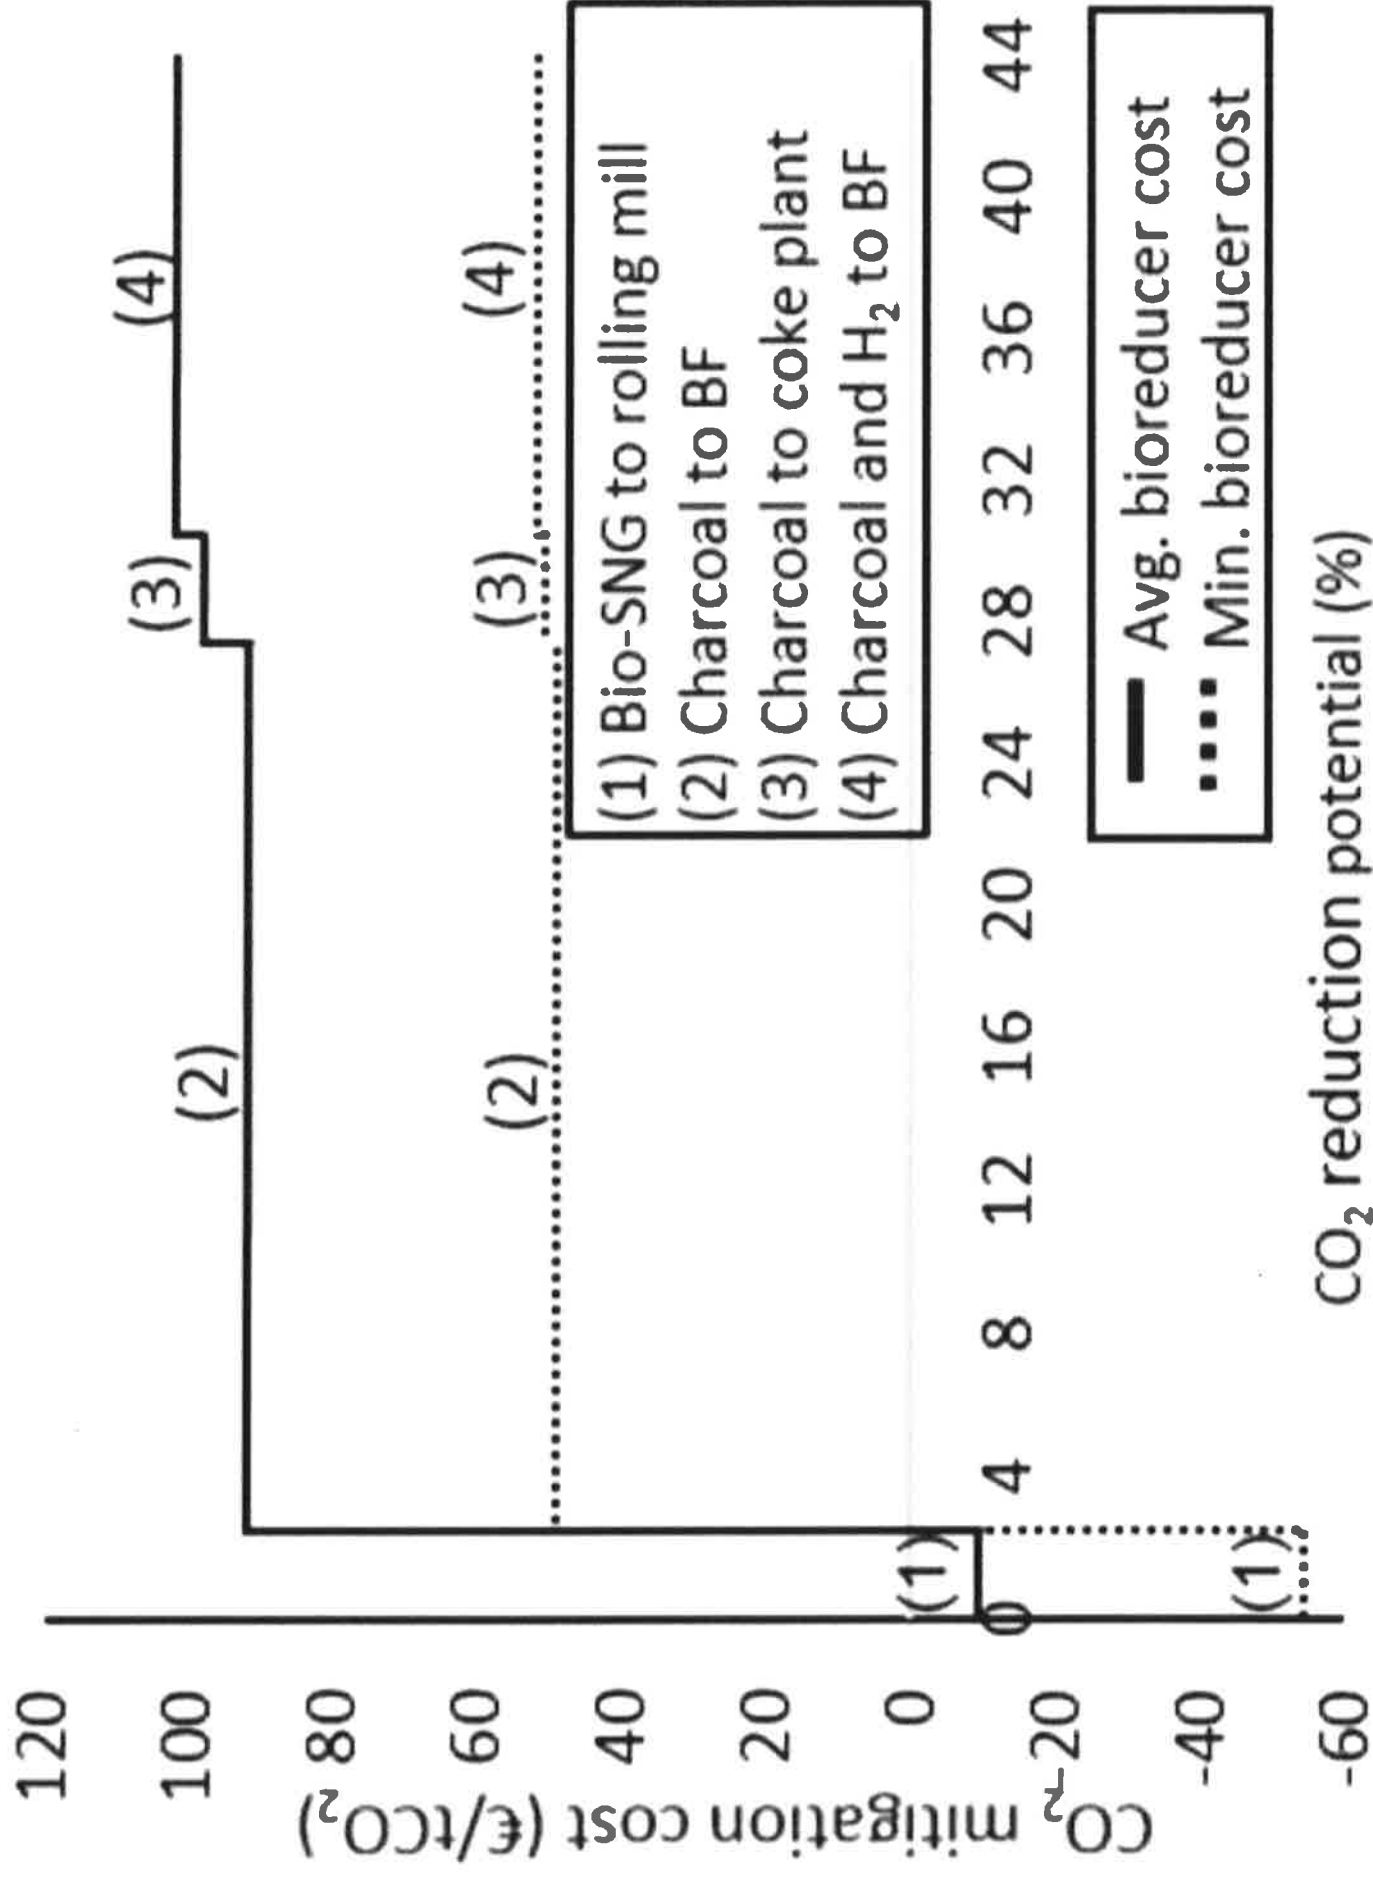 CO₂ mitigation cost (€/tCO₂)
120
100
80
60
40
20
0
-20
-40
-60
(1)
(2)
(3)
(4)
(1)
(2)
(3)
(4)
(1) Bio-SNG to rolling mill
(2) Charcoal to BF
(3) Charcoal to coke plant
(4) Charcoal and H₂ to BF
0 4 8 12 16 20 24 28 32 36 40 44
Avg. bioreducer cost
Min. bioreducer cost
CO₂ reduction potential (%)